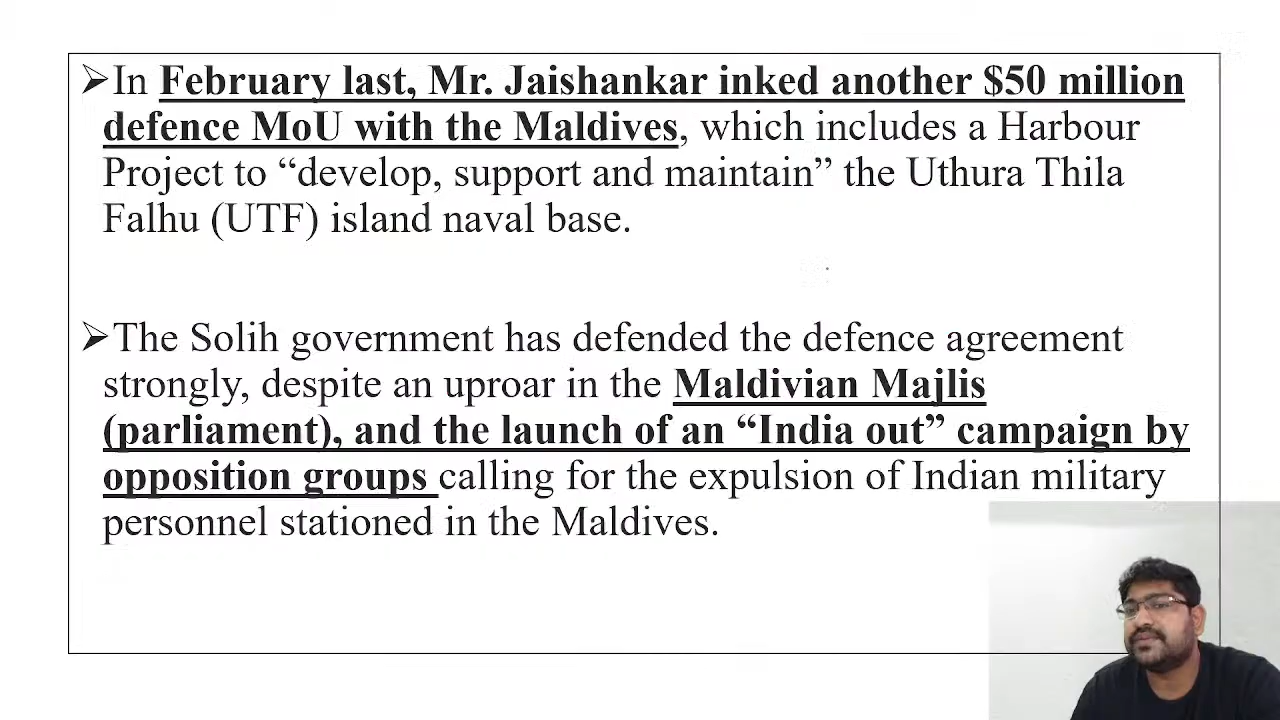 ➢In February last, Mr. Jaishankar inked another $50 million
defence MoU with the Maldives, which includes a Harbour
Project to “develop, support and maintain” the Uthura Thila
Falhu (UTF) island naval base.
➢The Solih government has defended the defence agreement
strongly, despite an uproar in the Maldivian Majlis
(parliament), and the launch of an “India out” campaign by
opposition groups calling for the expulsion of Indian military
personnel stationed in the Maldives.